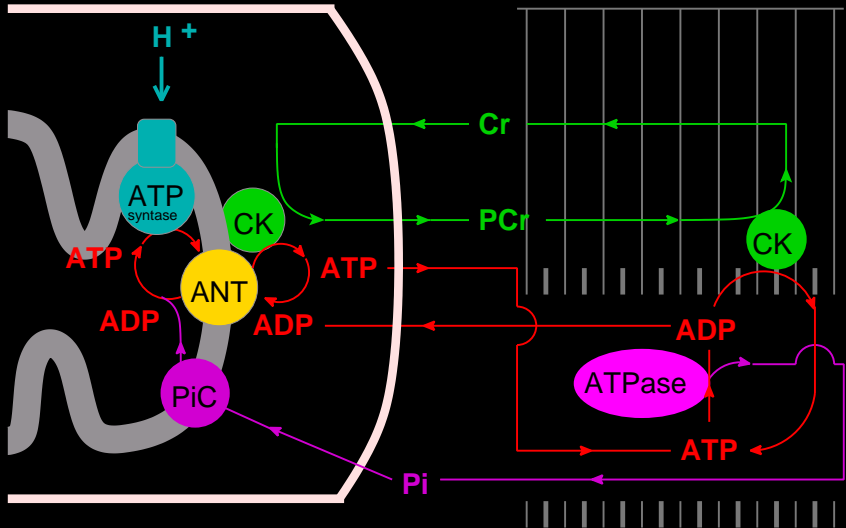 H +
Cr
ATP
syntase
CK
PCr
CK
ATP
ATP
ANT
ADP
ADP
ADP
ATPase
PiC
ATP
Pi